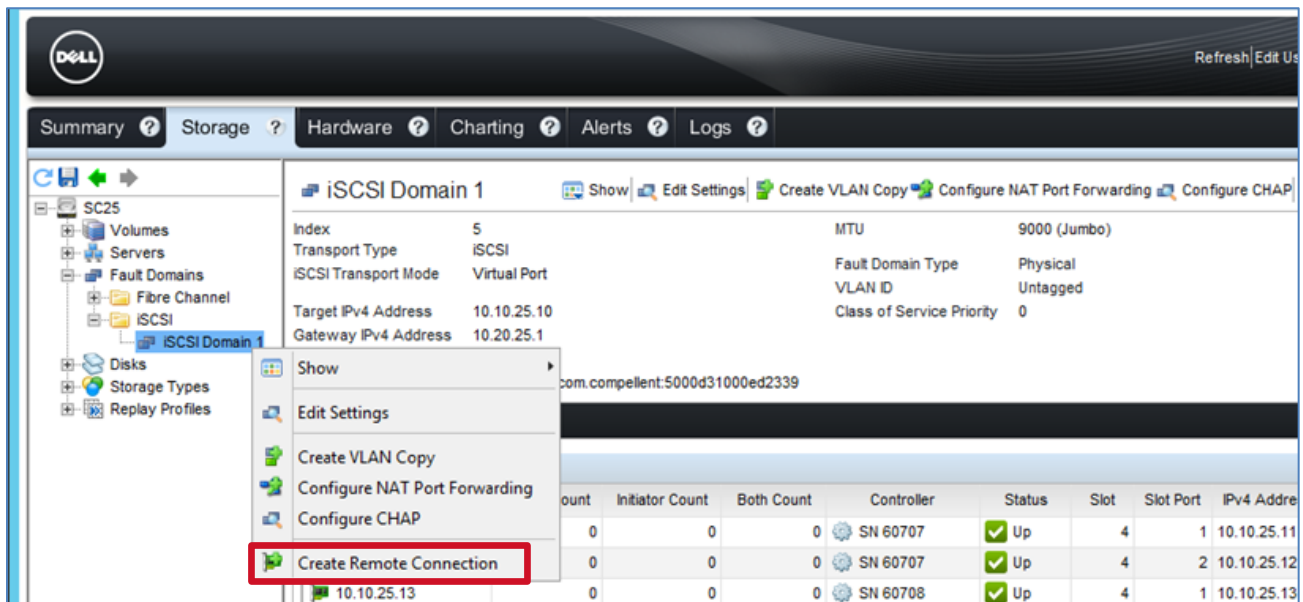 DELL
Refresh Edit Us
Summary ? Storage ? Hardware ? Charting ? Alerts ? Logs ?
SC25
Volumes
Servers
Fault Domains
Fibre Channel
iSCSI
iSCSI Domain 1
Disks
Storage Types
Replay Profiles
iSCSI Domain 1
Show Edit Settings Create VLAN Copy Configure NAT Port Forwarding Configure CHAP
Index 5 MTU 9000 (Jumbo)
Transport Type iSCSI
iSCSI Transport Mode Virtual Port Fault Domain Type Physical
VLAN ID Untagged
Target IPv4 Address 10.10.25.10 Class of Service Priority 0
Gateway IPv4 Address 10.20.25.1
com.compellent:5000d31000ed2339
Show
Edit Settings
Create VLAN Copy
Configure NAT Port Forwarding
Configure CHAP
Create Remote Connection
ount Initiator Count Both Count Controller Status Slot Slot Port IPv4 Addre
0 0 0 SN 60707 Up 4 1 10.10.25.11
0 0 0 SN 60707 Up 4 2 10.10.25.12
10.10.25.13 0 0 0 SN 60708 Up 4 1 10.10.25.13